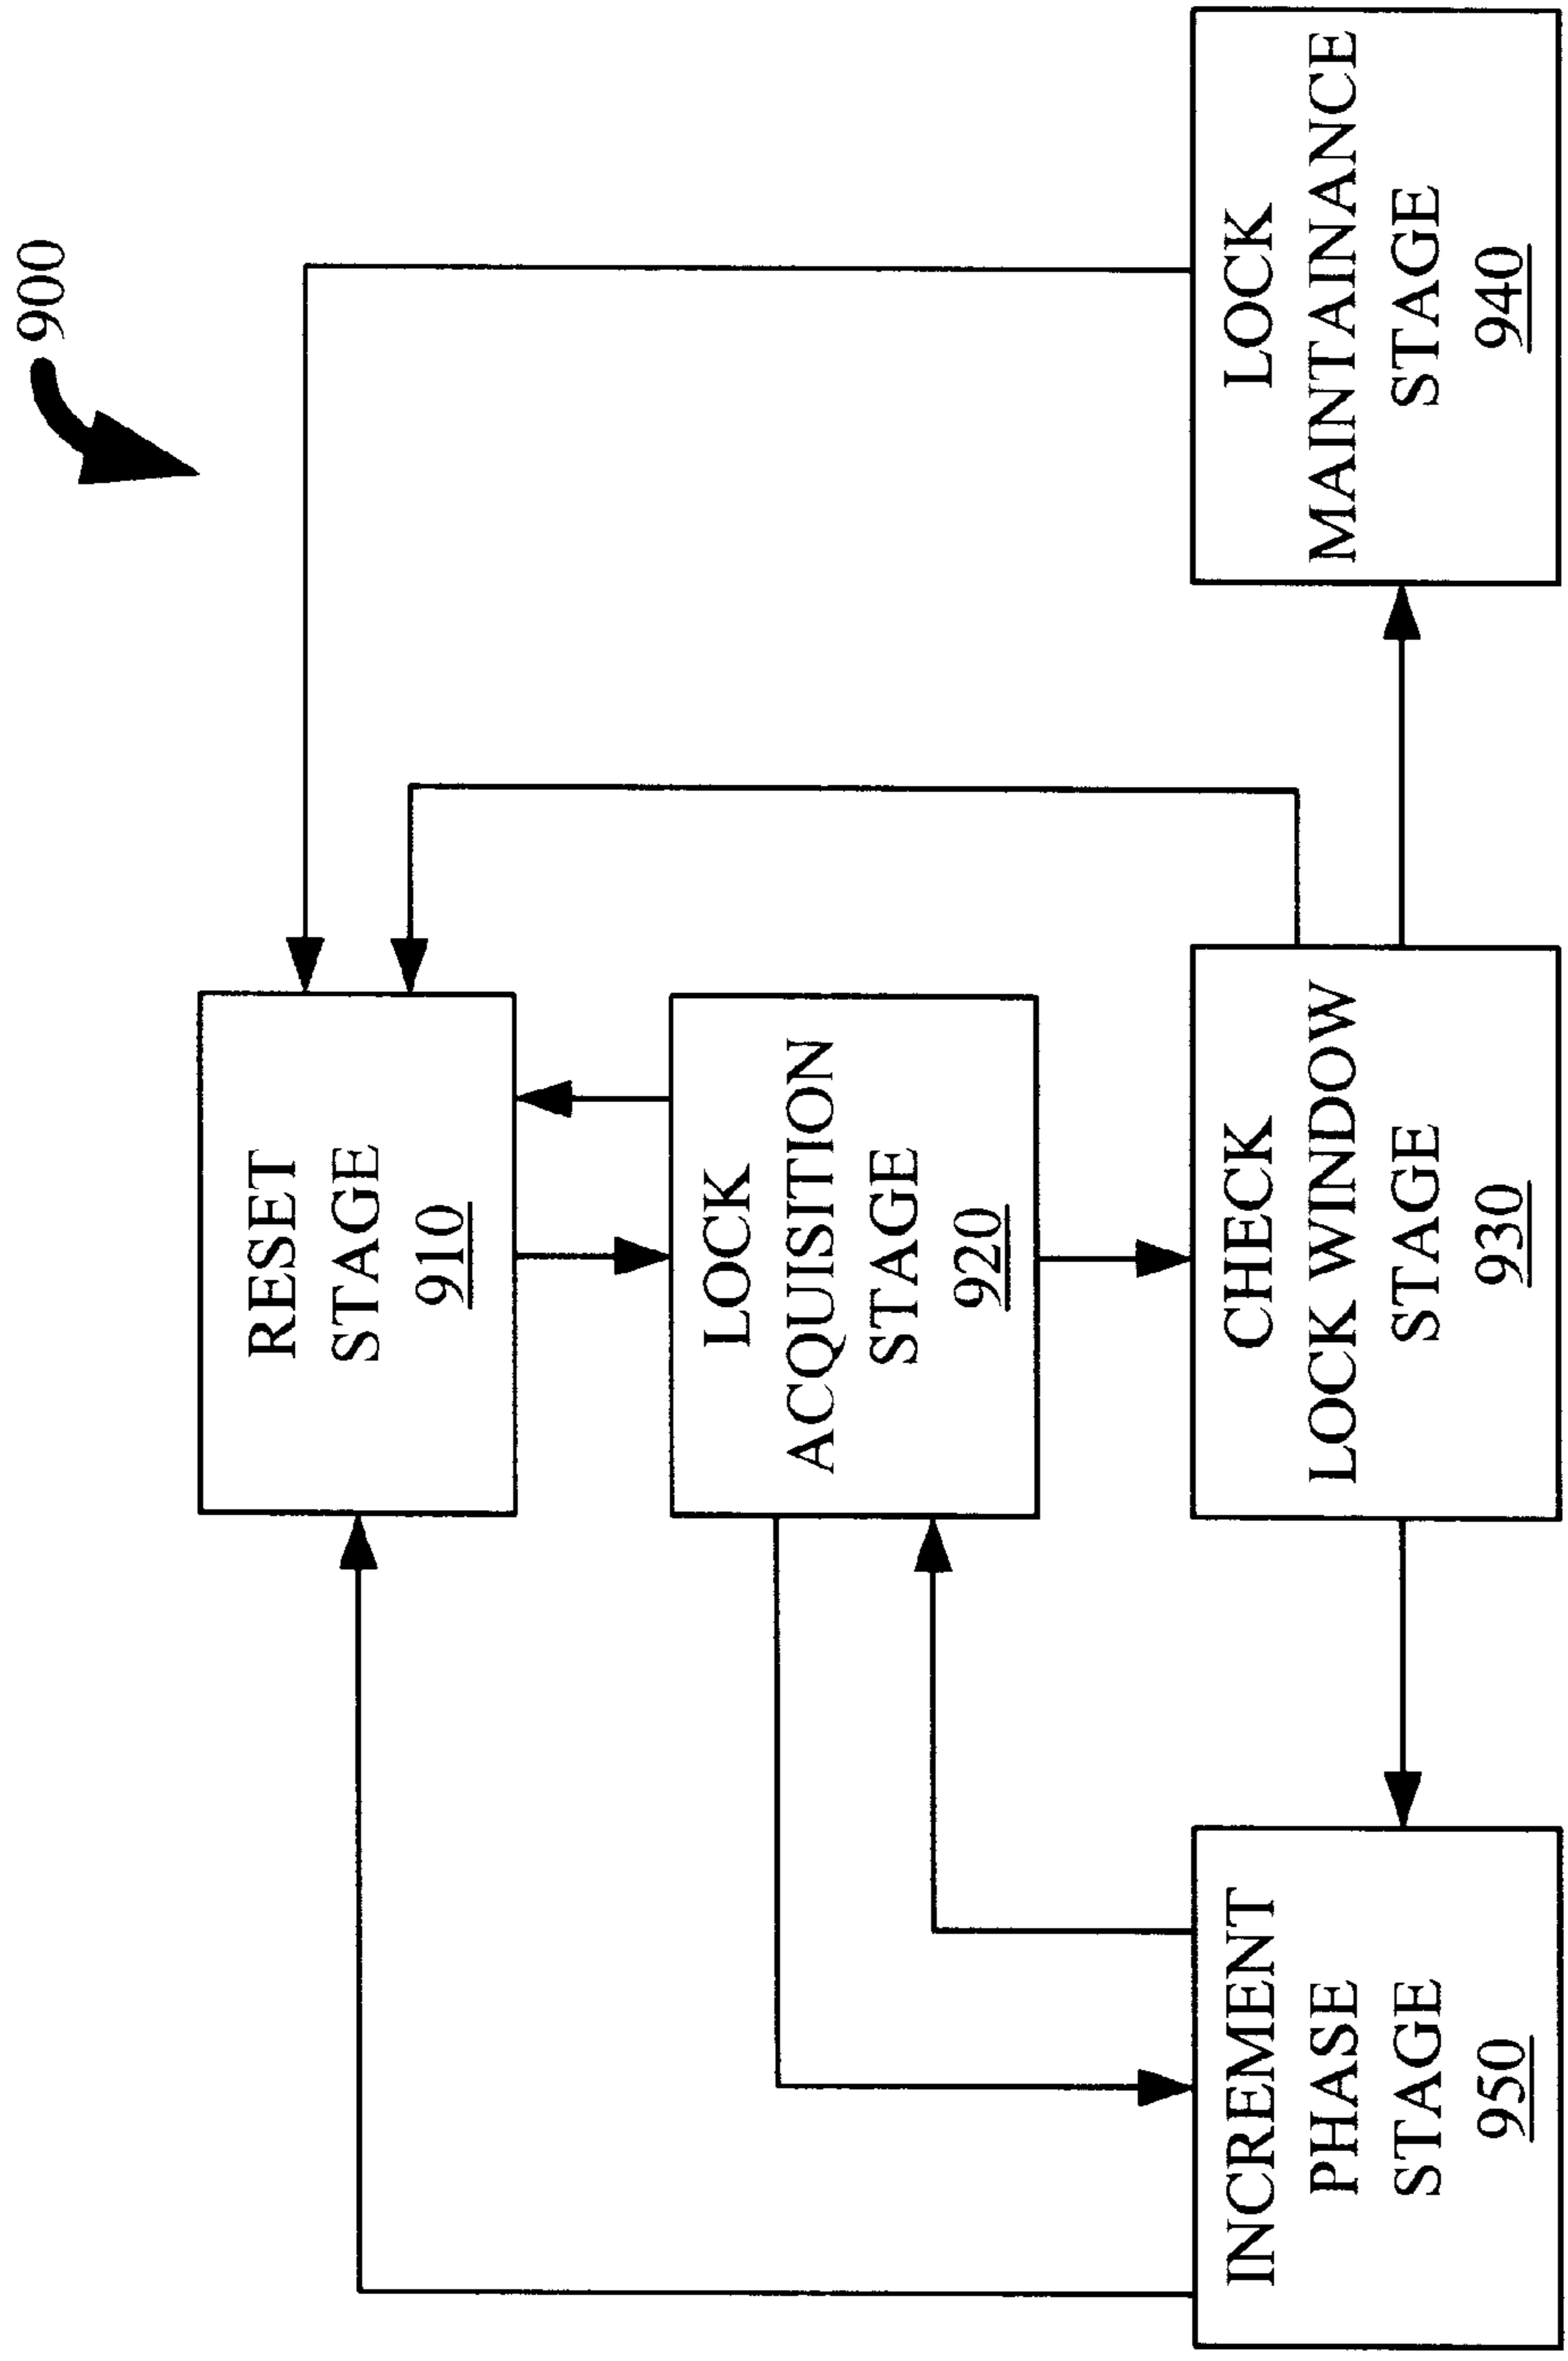 900
RESET
STAGE
910
LOCK
ACQUISITION
STAGE
920
INCREMENT
PHASE
STAGE
950
CHECK
LOCK WINDOW
STAGE
930
LOCK
MAINTAINANCE
STAGE
940